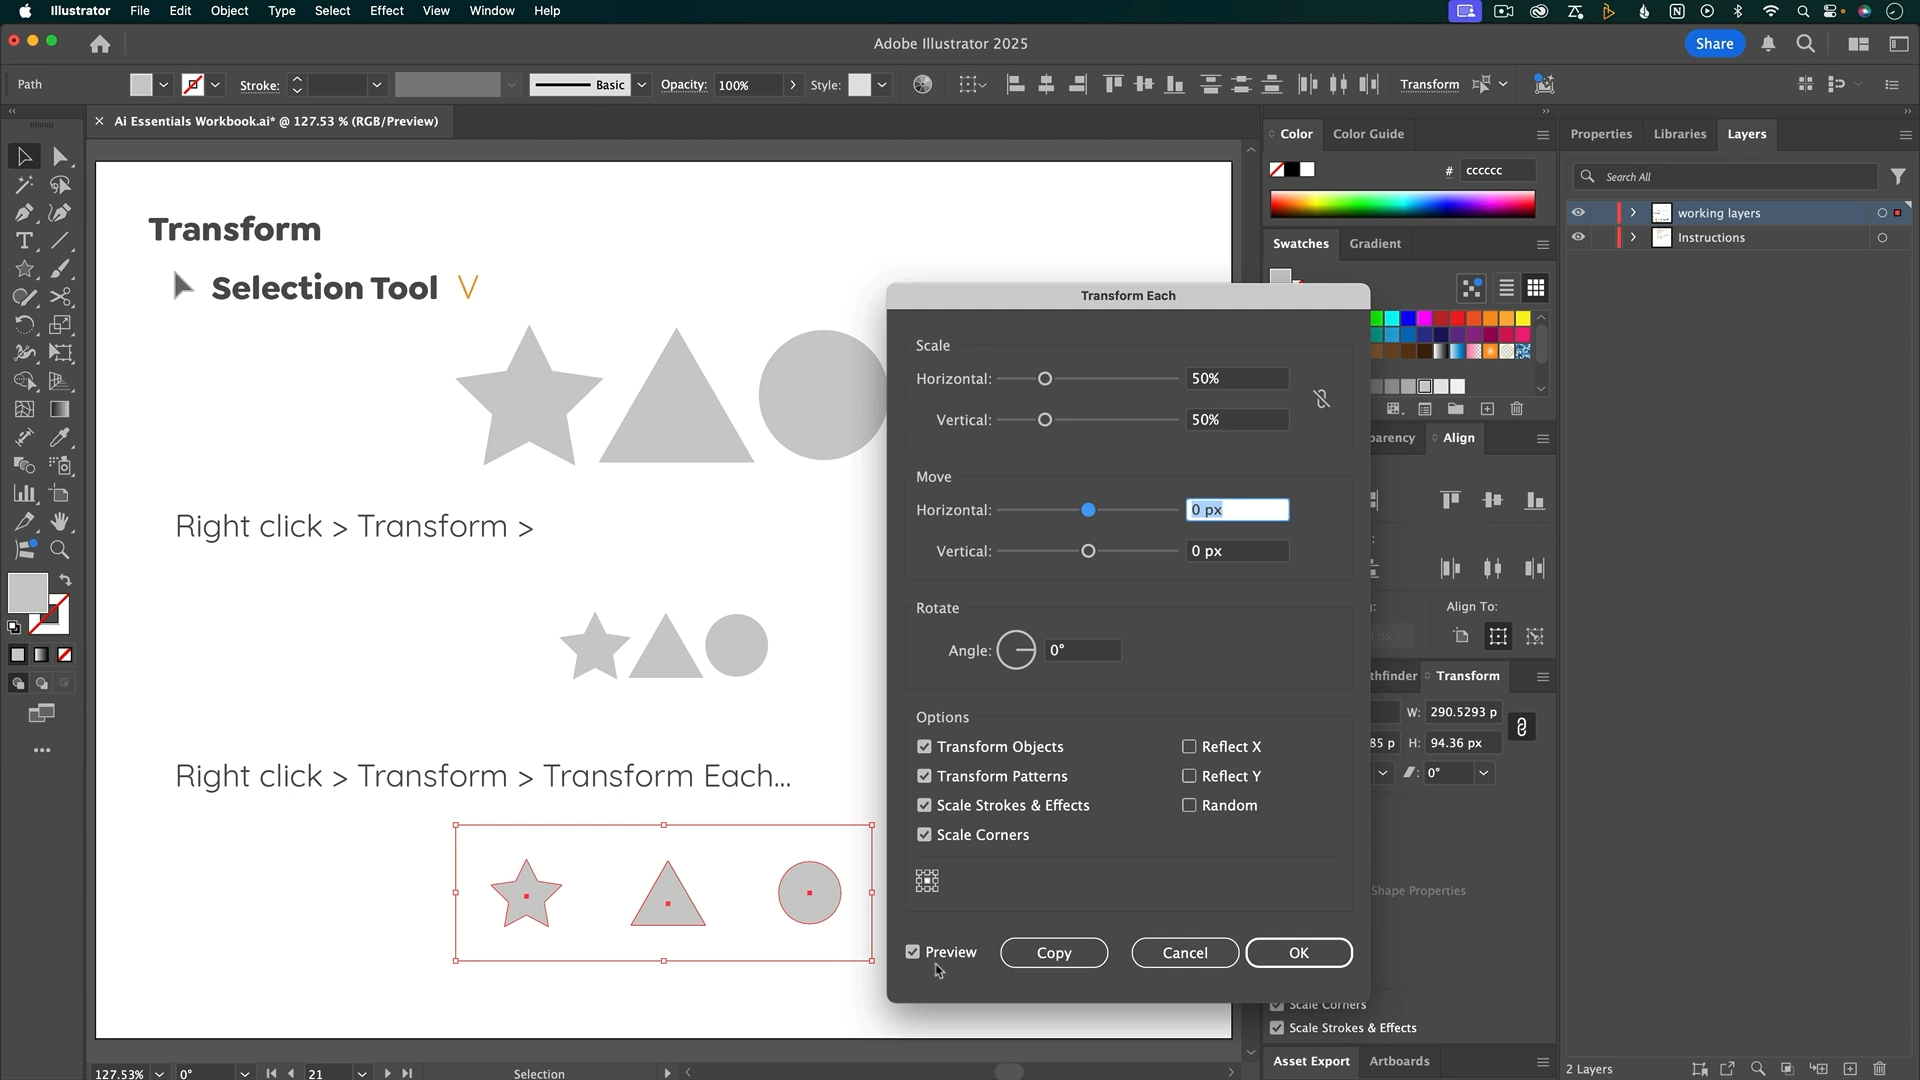 Illustrator File Edit Object Type Select Effect View Window Help
Adobe Illustrator 2025
Share
Path
Stroke:
Basic
Opacity: 100%
Style:
Transform
Ai Essentials Workbook.ai* @ 127.53 % (RGB/Preview)
Color Color Guide
# cccccc
Swatches Gradient
Properties Libraries Layers
Search All
working layers
Instructions
Transform
Selection Tool V
Right click > Transform >
Right click > Transform > Transform Each...
Transform Each
Scale
Horizontal: 50%
Vertical: 50%
Move
Horizontal: 0 px
Vertical: 0 px
Rotate
Angle: 0°
Options
Transform Objects Reflect X
Transform Patterns Reflect Y
Scale Strokes & Effects Random
Scale Corners
Preview Copy Cancel OK
Align
Align To:
Transform
W: 290.5293 p
H: 94.36 px
0°
Shape Properties
Scale Corners
Scale Strokes & Effects
Asset Export Artboards
127.53% 0° 21 Selection
2 Layers